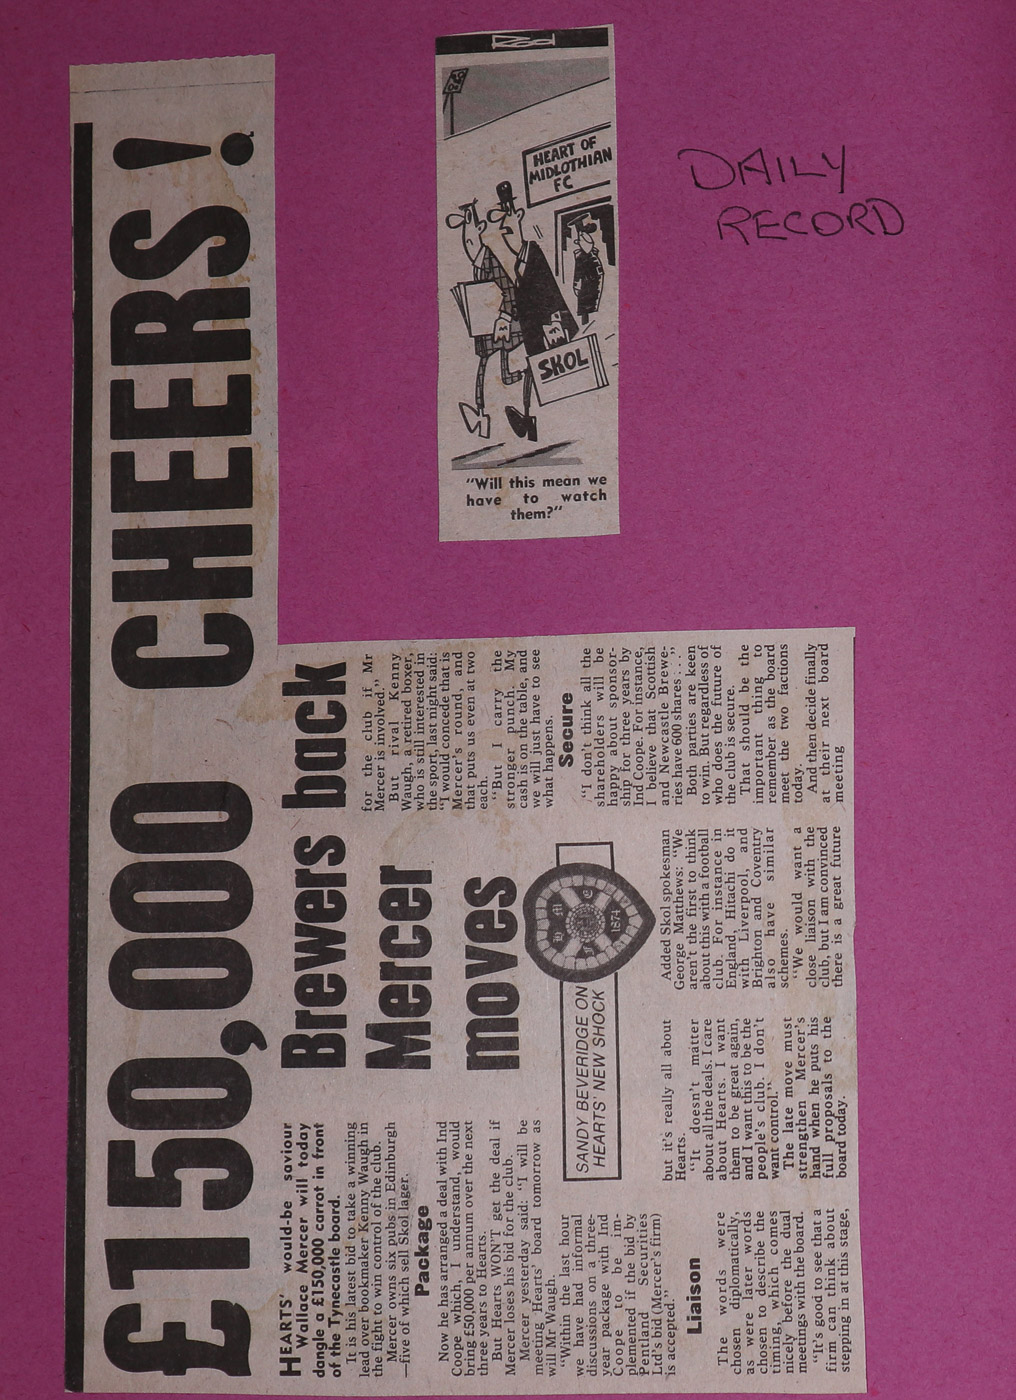 £150,000 CHEERS!
Brewers back
Mercer
moves
SANDY BEVERIDGE ON
HEARTS' NEW SHOCK
1874
HEARTS' would-be saviour
Wallace Mercer will today
dangle a £150,000 carrot in front
of the Tynecastle board.
It is his latest bid to take a winning
lead over bookmaker Kenny Waugh in
the fight to win control of the club.
Mercer owns six pubs in Edinburgh
—five of which sell Skol lager.
Package
Now he has arranged a deal with Ind
Coope which, I understand, would
bring £50,000 per annum over the next
three years to Hearts.
But Hearts WON'T get the deal if
Mercer loses his bid for the club.
Mercer yesterday said: "I will be
meeting Hearts' board tomorrow as
will Mr Waugh.
"Within the last hour
we have had informal
discussions on a three-
year package with Ind
Coope to be im-
plemented if the bid by
Pentland Securities
Ltd's bid (Mercer's firm)
is accepted."
Liaison
The words were
chosen diplomatically,
as were later words
chosen to describe the
timing, which comes
nicely before the dual
meetings with the board.
"It's good to see that a
firm can think about
stepping in at this stage,
but it's really all about
Hearts.
"It doesn't matter
about all the deals. I care
about Hearts. I want
them to be great again,
and I want this to be the
people's club. I don't
want control."
The late move must
strengthen Mercer's
hand when he puts his
full proposals to the
board today.
Added Skol spokesman
George Matthews: "We
aren't the first to think
about this with a football
club. For instance in
England, Hitachi do it
with Liverpool, and
Brighton and Coventry
also have similar
schemes.
"We would want a
close liaison with the
club, but I am convinced
there is a great future
for the club if Mr
Mercer is involved."
But rival Kenny
Waugh, a retired boxer,
who is still interested in
the sport, last night said:
"I would concede that is
Mercer's round, and
that puts us even at two
each.
"But I carry the
stronger punch. My
cash is on the table, and
we will just have to see
what happens.
Secure
"I don't think all the
shareholders will be
happy about sponsor-
ship for three years by
Ind Coope. For instance,
I believe that Scottish
and Newcastle Brewe-
ries have 600 shares . . ."
Both parties are keen
to win. But regardless of
who does the future of
the club is secure.
That should be the
important thing to
remember as the board
meet the two factions
today.
And then decide finally
at their next board
meeting
HEART OF
MIDLOTHIAN
FC
SKOL
"Will this mean we
have to watch
them?"
DAILY
RECORD